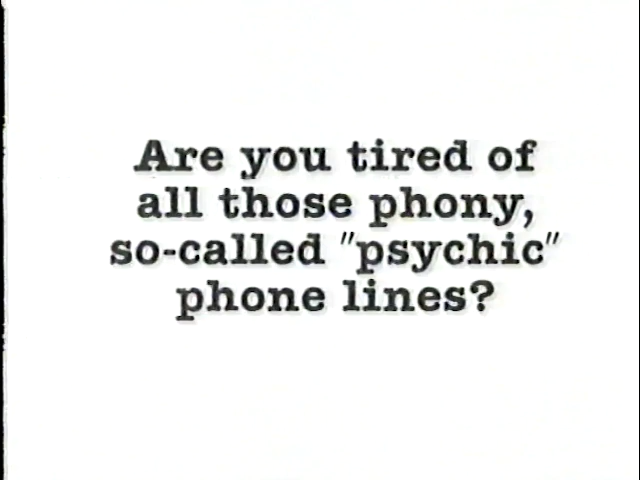 Are you tired of
all those phony,
so-called "psychic"
phone lines?